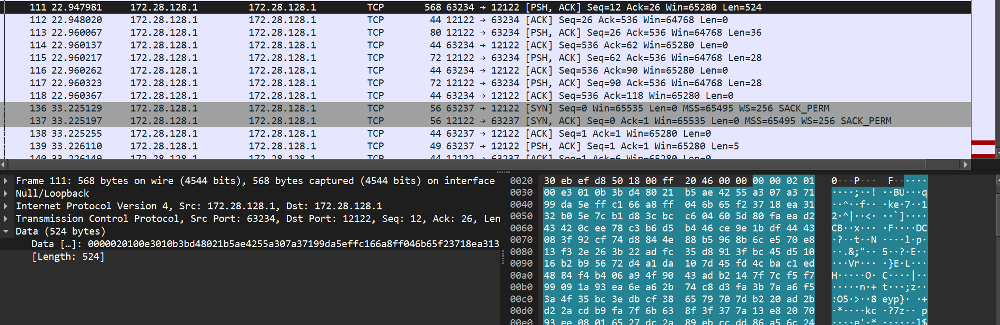 111 22.947981 172.28.128.1 172.28.128.1 TCP 568 63234 → 12122 [PSH, ACK] Seq=12 Ack=26 Win=65280 Len=524
112 22.948020 172.28.128.1 172.28.128.1 TCP 44 12122 → 63234 [ACK] Seq=26 Ack=536 Win=64768 Len=0
113 22.960067 172.28.128.1 172.28.128.1 TCP 80 12122 → 63234 [PSH, ACK] Seq=26 Ack=536 Win=64768 Len=36
114 22.960137 172.28.128.1 172.28.128.1 TCP 44 63234 → 12122 [ACK] Seq=536 Ack=62 Win=65280 Len=0
115 22.960217 172.28.128.1 172.28.128.1 TCP 72 12122 → 63234 [PSH, ACK] Seq=62 Ack=536 Win=64768 Len=28
116 22.960262 172.28.128.1 172.28.128.1 TCP 44 63234 → 12122 [ACK] Seq=536 Ack=90 Win=65280 Len=0
117 22.960323 172.28.128.1 172.28.128.1 TCP 72 12122 → 63234 [PSH, ACK] Seq=90 Ack=536 Win=64768 Len=28
118 22.960367 172.28.128.1 172.28.128.1 TCP 44 63234 → 12122 [ACK] Seq=536 Ack=118 Win=65280 Len=0
136 33.225129 172.28.128.1 172.28.128.1 TCP 56 63237 → 12122 [SYN] Seq=0 Win=65535 Len=0 MSS=65495 WS=256 SACK_PERM
137 33.225197 172.28.128.1 172.28.128.1 TCP 56 12122 → 63237 [SYN, ACK] Seq=0 Ack=1 Win=65535 Len=0 MSS=65495 WS=256 SACK_PERM
138 33.225255 172.28.128.1 172.28.128.1 TCP 44 63237 → 12122 [ACK] Seq=1 Ack=1 Win=65280 Len=0
139 33.226110 172.28.128.1 172.28.128.1 TCP 49 63237 → 12122 [PSH, ACK] Seq=1 Ack=1 Win=65280 Len=5
140 33.226149 172.28.128.1 172.28.128.1 TCP 44 12122 → 63237 [ACK] Seq=1 Ack=6 Win=65280 Len=0
Frame 111: 568 bytes on wire (4544 bits), 568 bytes captured (4544 bits) on interface
Null/Loopback
Internet Protocol Version 4, Src: 172.28.128.1, Dst: 172.28.128.1
Transmission Control Protocol, Src Port: 63234, Dst Port: 12122, Seq: 12, Ack: 26, Len
Data (524 bytes)
Data […]: 0000020100e3010b3bd48021b5ae4255a307a37199da5effc166a8ff046b65f23718ea313
[Length: 524]
0020 30 eb ef d8 50 18 00 ff 20 46 00 00 00 00 02 01 0···P··· F······
0030 00 e3 01 0b 3b d4 80 21 b5 ae 42 55 a3 07 a3 71 ····;··! ··BU···q
0040 99 da 5e ff c1 66 a8 ff 04 6b 65 f2 37 18 ea 31 ··^··f·· ·ke·7··1
0050 32 b0 5e 7c b1 d8 3c bc c6 04 60 5d 80 fa ea d2 2·^|··<· ··`]····
0060 43 42 0c ee 78 c3 b6 d5 b4 46 ce 9e 1b df 44 43 CB··x··· ·F····DC
0070 08 3f 92 cf 74 d8 84 4e 88 b5 96 8b 6c e5 70 e8 ·?··t··N ····l·p·
0080 13 f3 2e 26 3b 22 ad fc 35 d8 91 3f bc 45 d5 10 ··.&;"·· 5··?·E··
0090 16 b2 b9 56 72 d4 a1 da 10 7d 45 fd 4c ba c1 ed ···Vr··· ·}E·L···
00a0 48 84 f4 b4 06 a9 4f 90 43 ad b2 14 7f 7c f5 f7 H·····O· C····|··
00b0 99 09 1a 93 ea 6e a6 2b 74 c8 d3 fa 3b 7a a6 f5 ·····n·+ t···;z··
00c0 3a 4f 35 bc 3e db cf 38 65 79 70 7d b2 20 ad 2b :O5·>··8 eyp}· ·+
00d0 d2 2a cd b9 fa 7f 6b 63 8f 3f 37 7a 13 e8 20 70 ·*····kc ·?7z·· p
00e0 93 ee 08 01 65 27 dc 2a 89 eb cc dd 86 a5 6c 24 ····e'·* ······l$